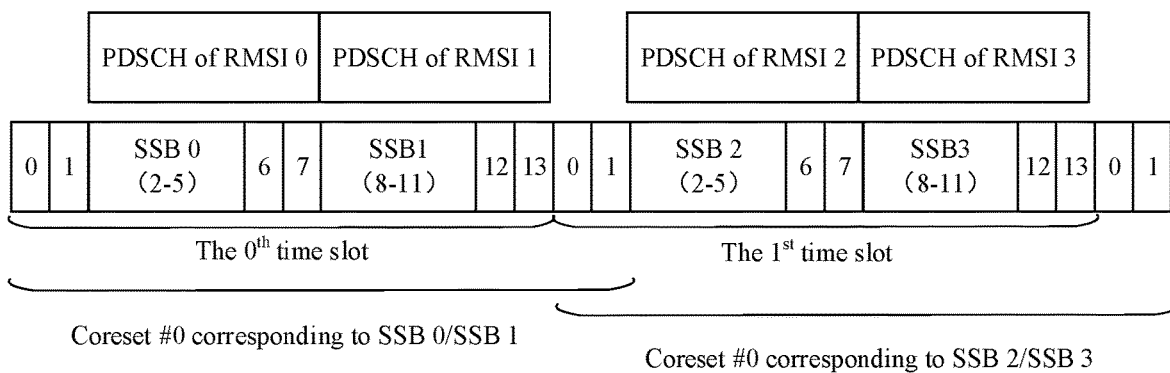 PDSCH of RMSI 0 PDSCH of RMSI 1 PDSCH of RMSI 2 PDSCH of RMSI 3
0 1 SSB 0 6 7 SSB1 12 13 0 1 SSB 2 6 7 SSB3 12 13 0 1
(2-5) (8-11) (2-5) (8-11)
The 0th time slot The 1st time slot
Coreset #0 corresponding to SSB 0/SSB 1
Coreset #0 corresponding to SSB 2/SSB 3